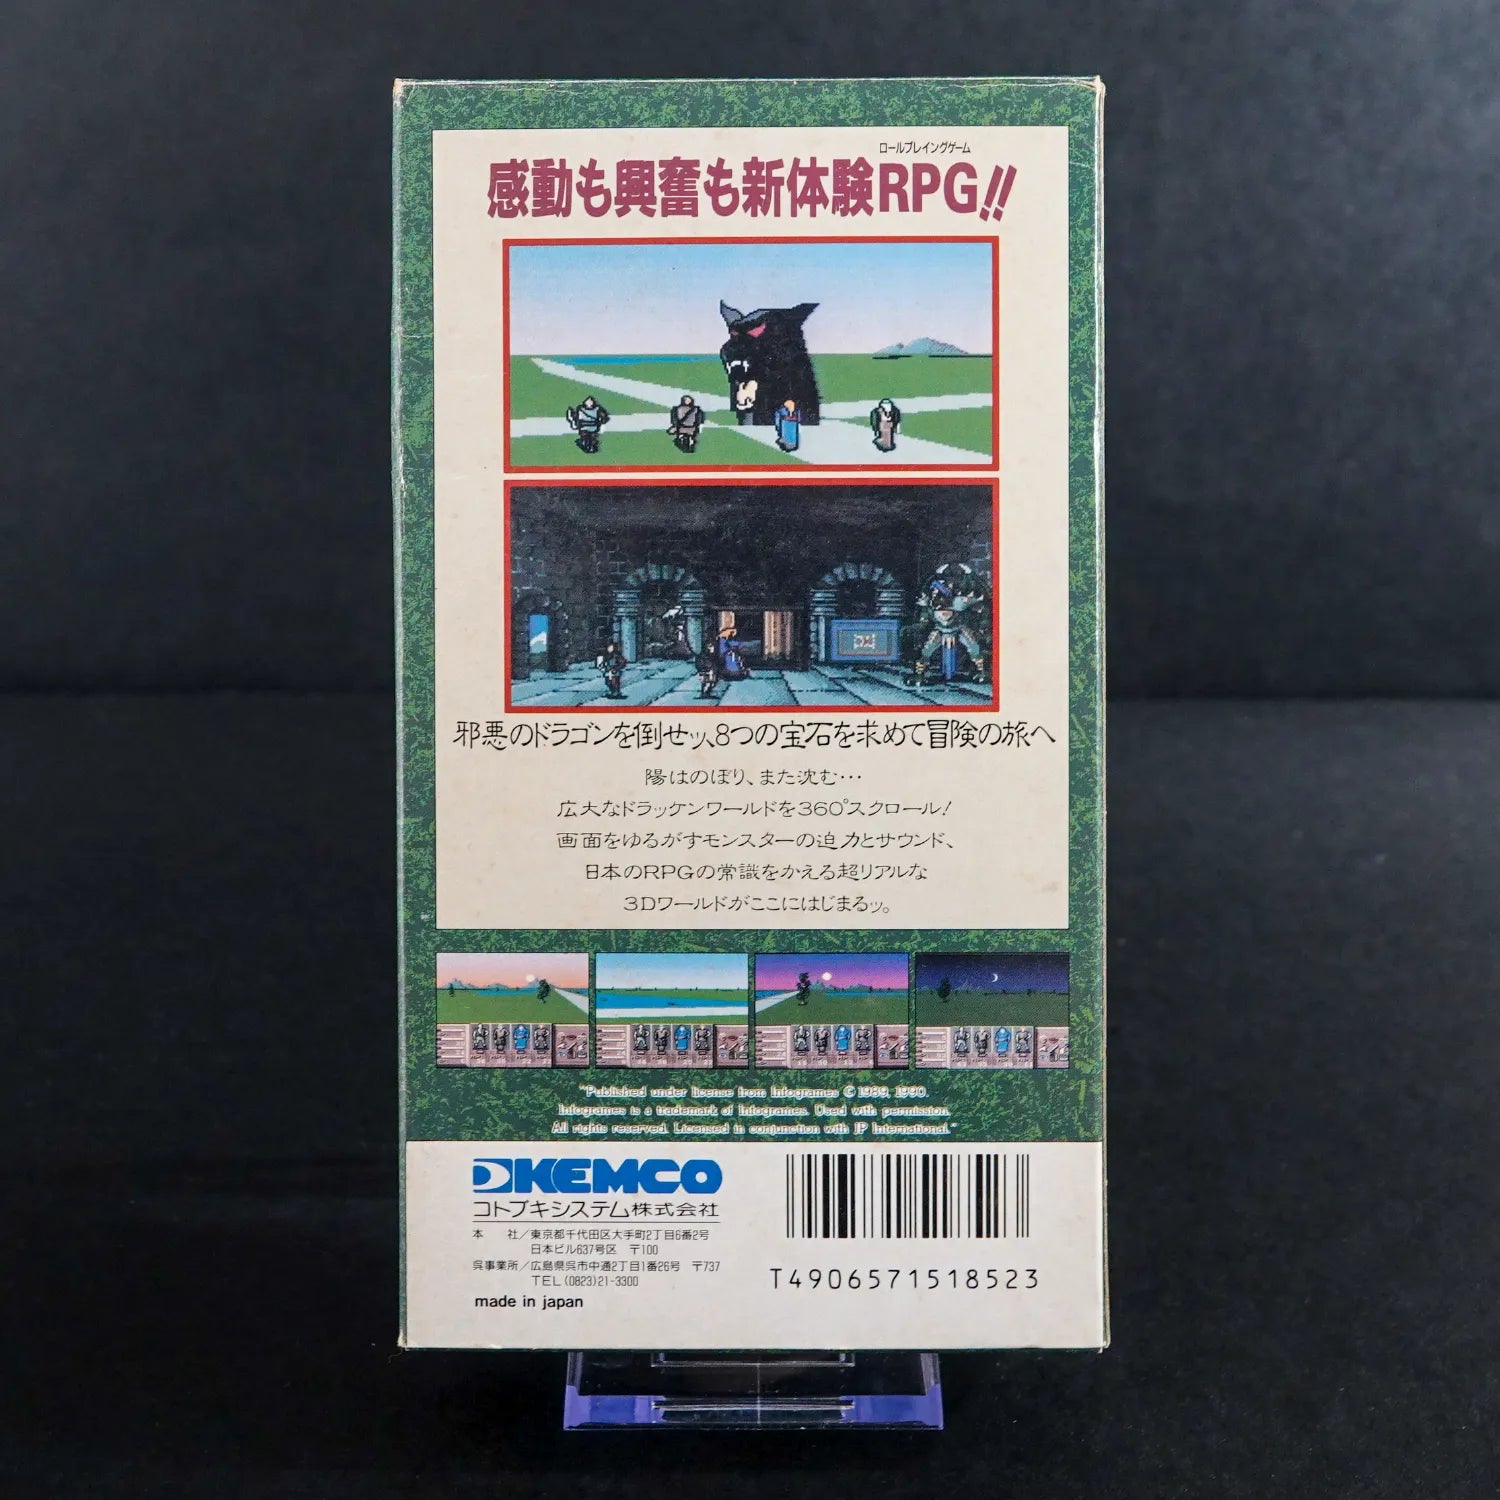 ロールプレイングゲーム
感動も興奮も新体験RPG!!
邪悪のドラゴンを倒せッ、8つの宝石を求めて冒険の旅へ
陽はのぼり、また沈む…
広大なドラッケンワールドを360°スクロール!
画面をゆるがすモンスターの迫力とサウンド、
日本のRPGの常識をかえる超リアルな
3Dワールドがここにはじまるッ。
"Published under license from Infogrames © 1989, 1990.
Infogrames is a trademark of Infogrames. Used with permission.
All rights reserved. Licensed in conjunction with IP International."
KEMCO
コトブキシステム株式会社
本 社/東京都千代田区大手町2丁目6番2号
日本ビル637号区 〒100
呉事業所/広島県呉市中通2丁目1番26号 〒737
TEL(0823)21-3300
made in japan
T4906571518523